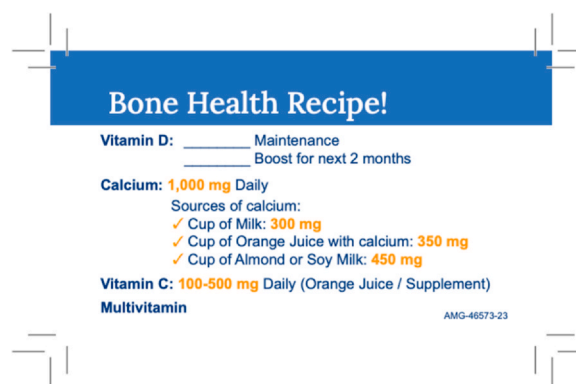 Bone Health Recipe!
Vitamin D: ________ Maintenance
________ Boost for next 2 months
Calcium: 1,000 mg Daily
Sources of calcium:
✓ Cup of Milk: 300 mg
✓ Cup of Orange Juice with calcium: 350 mg
✓ Cup of Almond or Soy Milk: 450 mg
Vitamin C: 100-500 mg Daily (Orange Juice / Supplement)
Multivitamin
AMG-46573-23